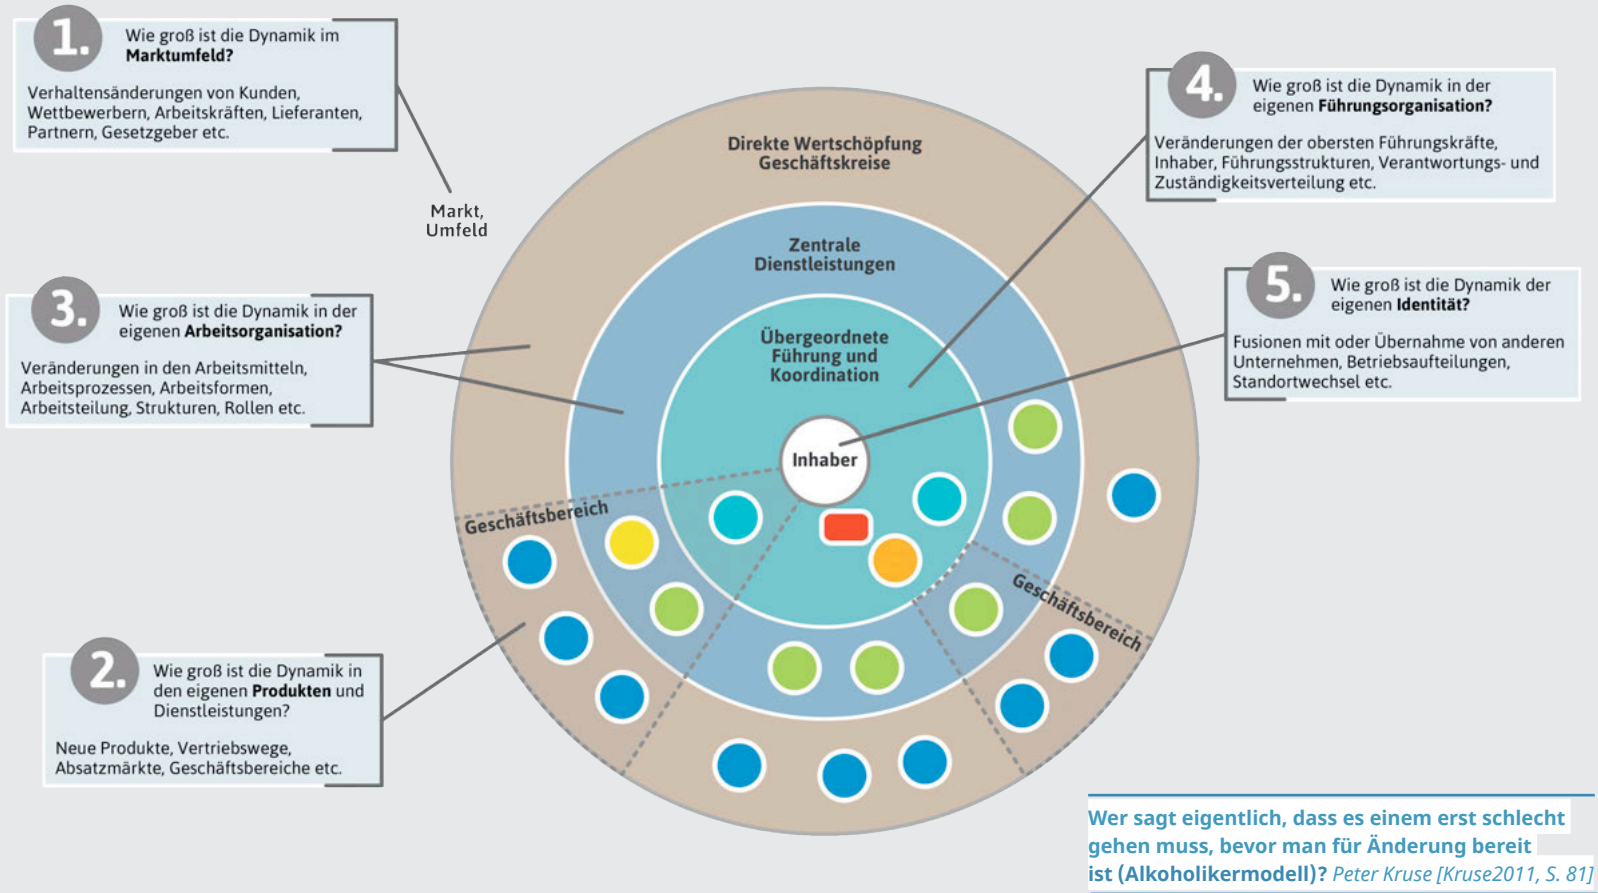 1.
Wie groß ist die Dynamik im
Marktumfeld?
Verhaltensänderungen von Kunden,
Wettbewerbern, Arbeitskräften, Lieferanten,
Partnern, Gesetzgeber etc.
Markt,
Umfeld
3.
Wie groß ist die Dynamik in der
eigenen Arbeitsorganisation?
Veränderungen in den Arbeitsmitteln,
Arbeitsprozessen, Arbeitsformen,
Arbeitsteilung, Strukturen, Rollen etc.
2.
Wie groß ist die Dynamik in
den eigenen Produkten und
Dienstleistungen?
Neue Produkte, Vertriebswege,
Absatzmärkte, Geschäftsbereiche etc.
Direkte Wertschöpfung
Geschäftskreise
Zentrale
Dienstleistungen
Übergeordnete
Führung und
Koordination
Inhaber
Geschäftsbereich
Geschäftsbereich
4.
Wie groß ist die Dynamik in der
eigenen Führungsorganisation?
Veränderungen der obersten Führungskräfte,
Inhaber, Führungsstrukturen, Verantwortungs- und
Zuständigkeitsverteilung etc.
5.
Wie groß ist die Dynamik der
eigenen Identität?
Fusionen mit oder Übernahme von anderen
Unternehmen, Betriebsaufteilungen,
Standortwechsel etc.
Wer sagt eigentlich, dass es einem erst schlecht
gehen muss, bevor man für Änderung bereit
ist (Alkoholikermodell)? Peter Kruse [Kruse2011, S. 81]